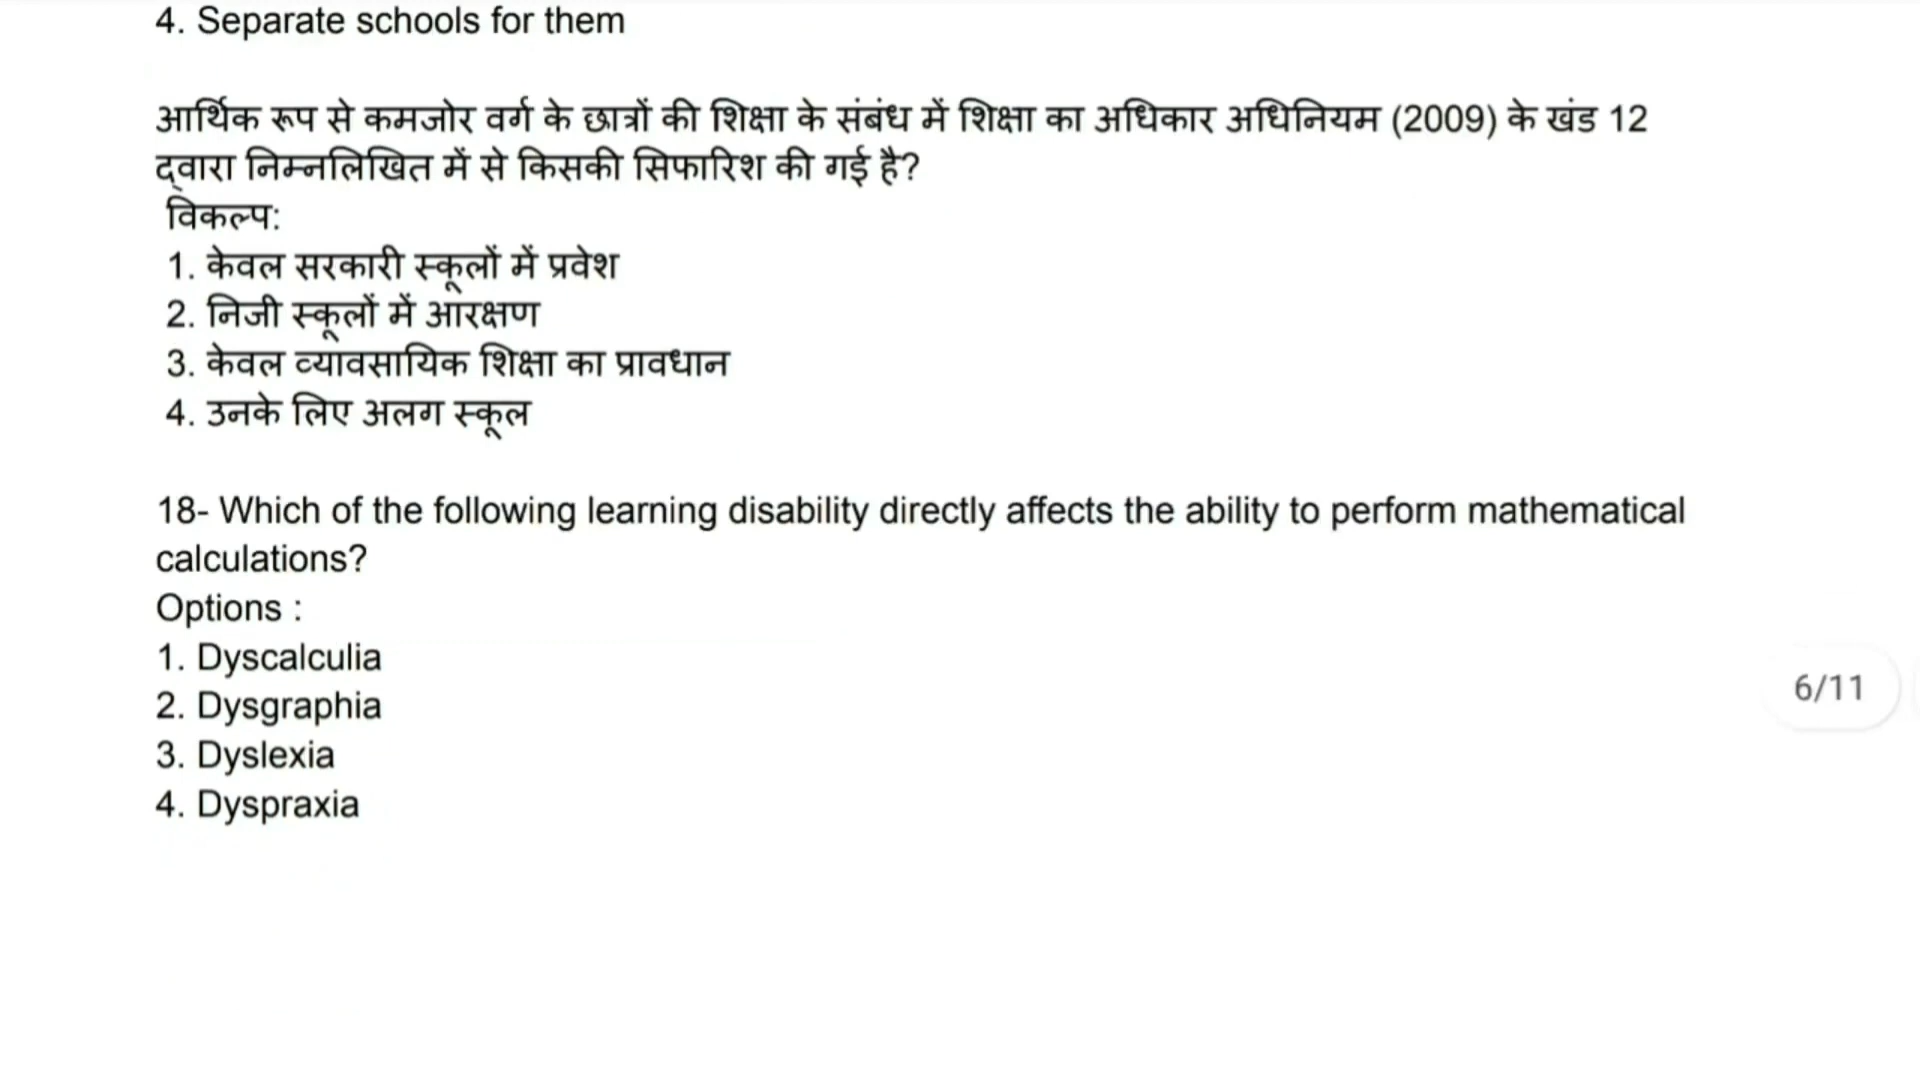 4. Separate schools for them
आर्थिक रूप से कमजोर वर्ग के छात्रों की शिक्षा के संबंध में शिक्षा का अधिकार अधिनियम (2009) के खंड 12
द्वारा निम्नलिखित में से किसकी सिफारिश की गई है?
विकल्प:
1. केवल सरकारी स्कूलों में प्रवेश
2. निजी स्कूलों में आरक्षण
3. केवल व्यावसायिक शिक्षा का प्रावधान
4. उनके लिए अलग स्कूल
18- Which of the following learning disability directly affects the ability to perform mathematical
calculations?
Options :
1. Dyscalculia
2. Dysgraphia
3. Dyslexia
4. Dyspraxia
6/11